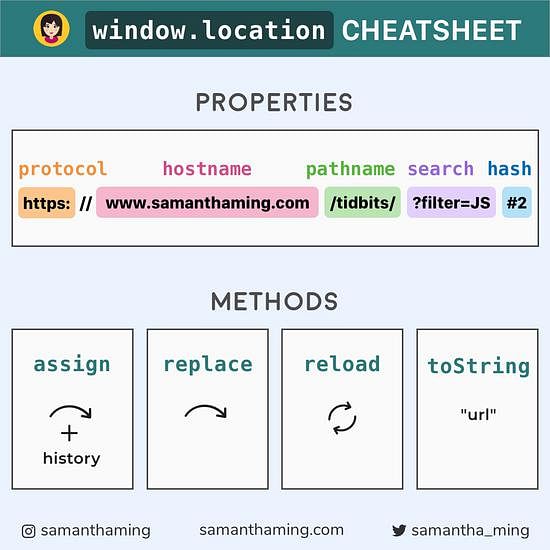 window.location CHEATSHEET
PROPERTIES
protocol hostname pathname search hash
https: // www.samanthaming.com /tidbits/ ?filter=JS #2
METHODS
assign replace reload toString
+
history
"url"
samanthaming samanthaming.com samantha_ming